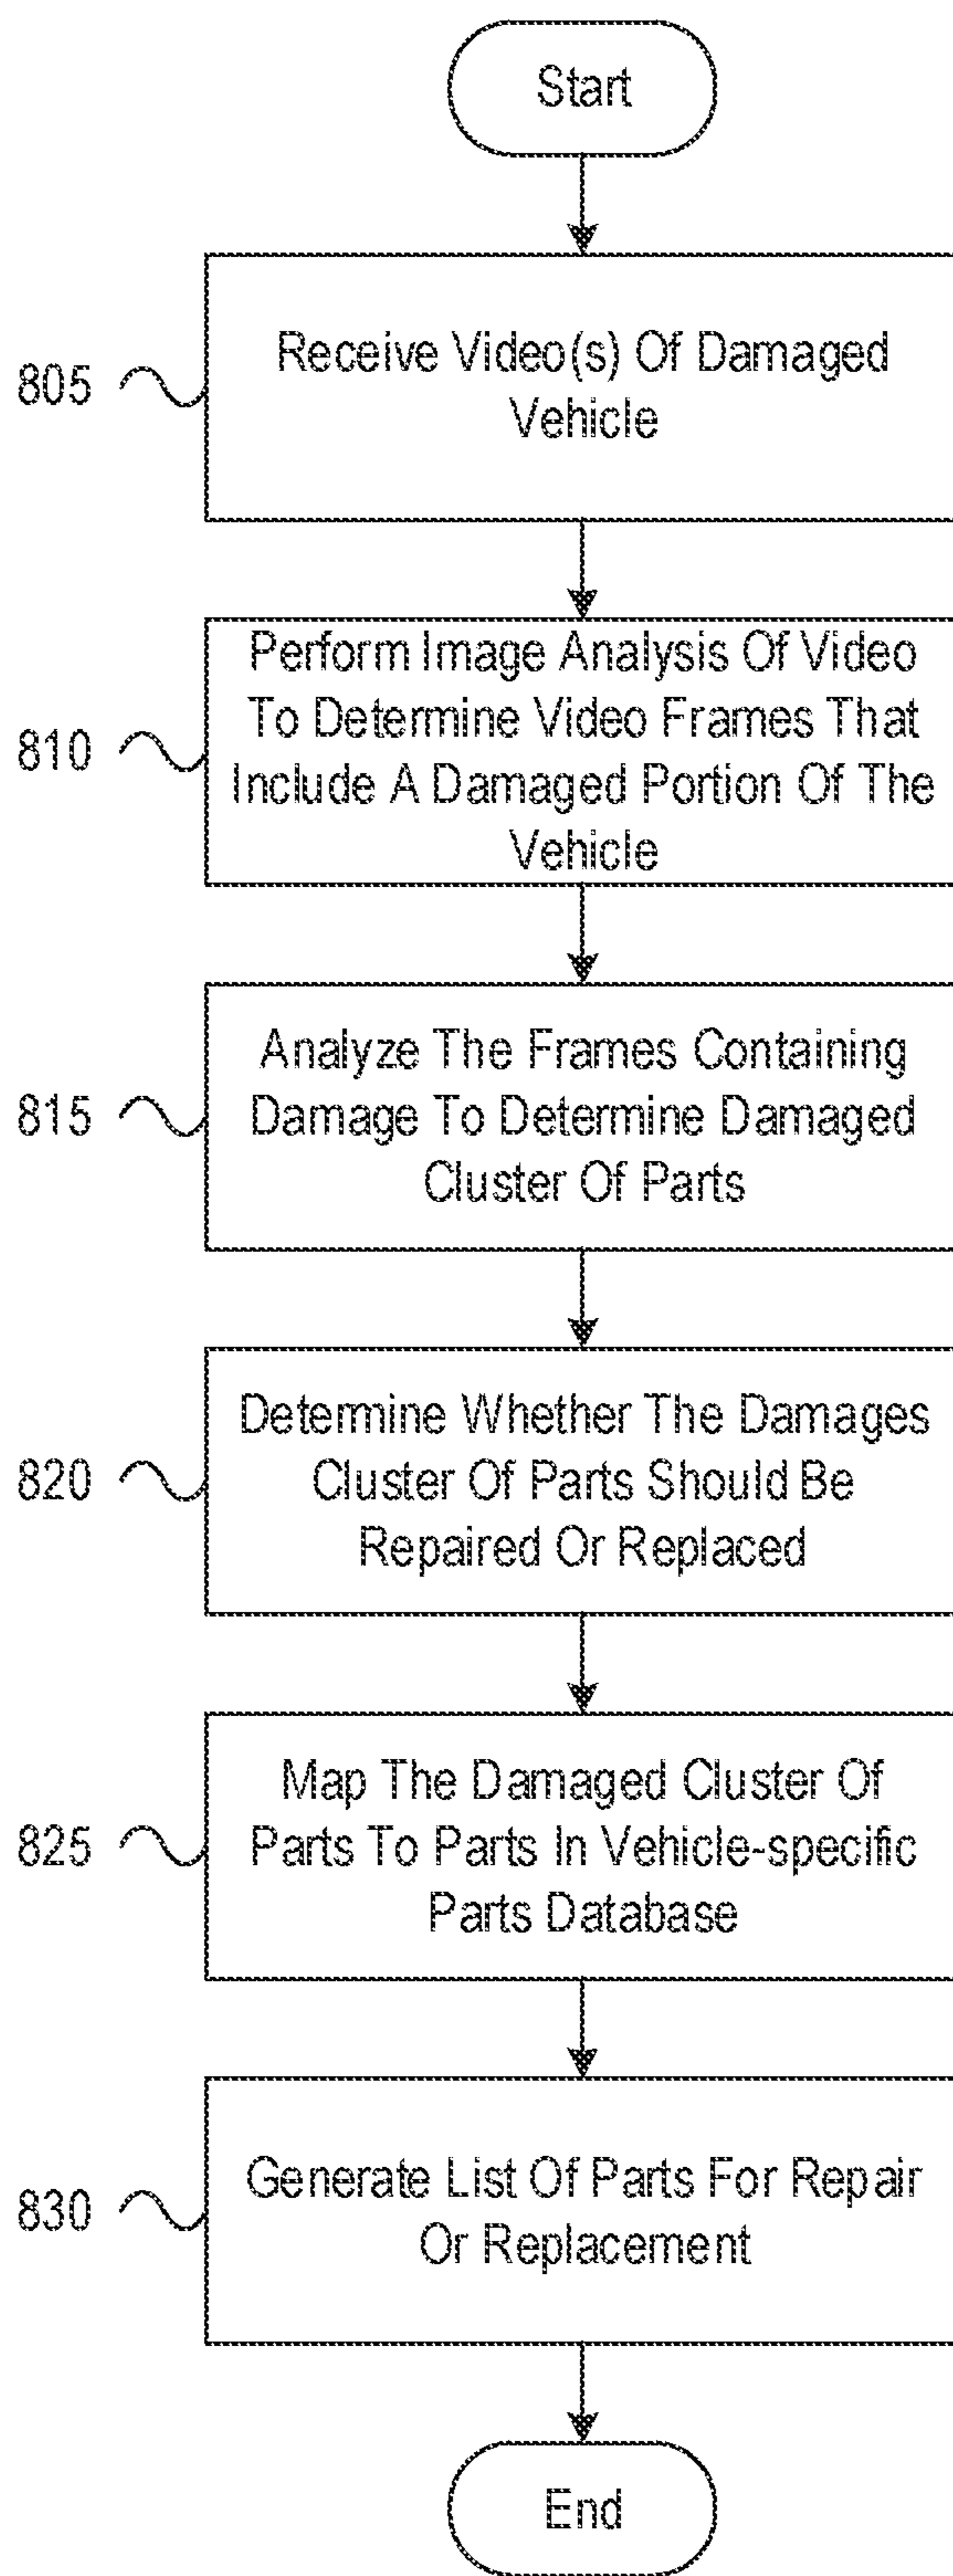 Start
805
Receive Video(s) Of Damaged
Vehicle
810
Perform Image Analysis Of Video
To Determine Video Frames That
Include A Damaged Portion Of The
Vehicle
815
Analyze The Frames Containing
Damage To Determine Damaged
Cluster Of Parts
820
Determine Whether The Damages
Cluster Of Parts Should Be
Repaired Or Replaced
825
Map The Damaged Cluster Of
Parts To Parts In Vehicle-specific
Parts Database
830
Generate List Of Parts For Repair
Or Replacement
End